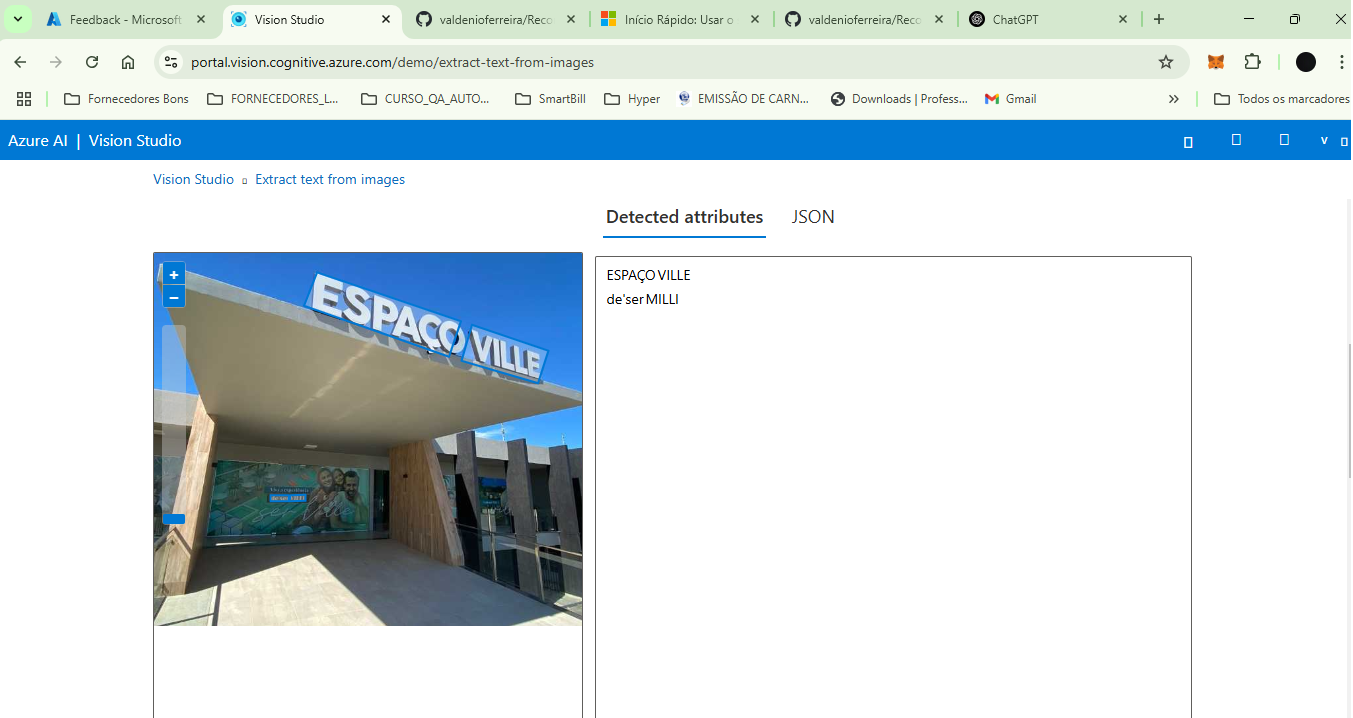 Feedback - Microsoft
Vision Studio
valdenioferreira/Reco
Início Rápido: Usar o
valdenioferreira/Reco
ChatGPT
portal.vision.cognitive.azure.com/demo/extract-text-from-images
Fornecedores Bons
FORNECEDORES_L...
CURSO_QA_AUTO...
SmartBill
Hyper
EMISSÃO DE CARN...
Downloads | Profess...
Gmail
Todos os marcadores
Azure AI | Vision Studio
V
Vision Studio
Extract text from images
Detected attributes
JSON
+
−
ESPAÇO VILLE
ESPAÇO VILLE
de'ser MILLI